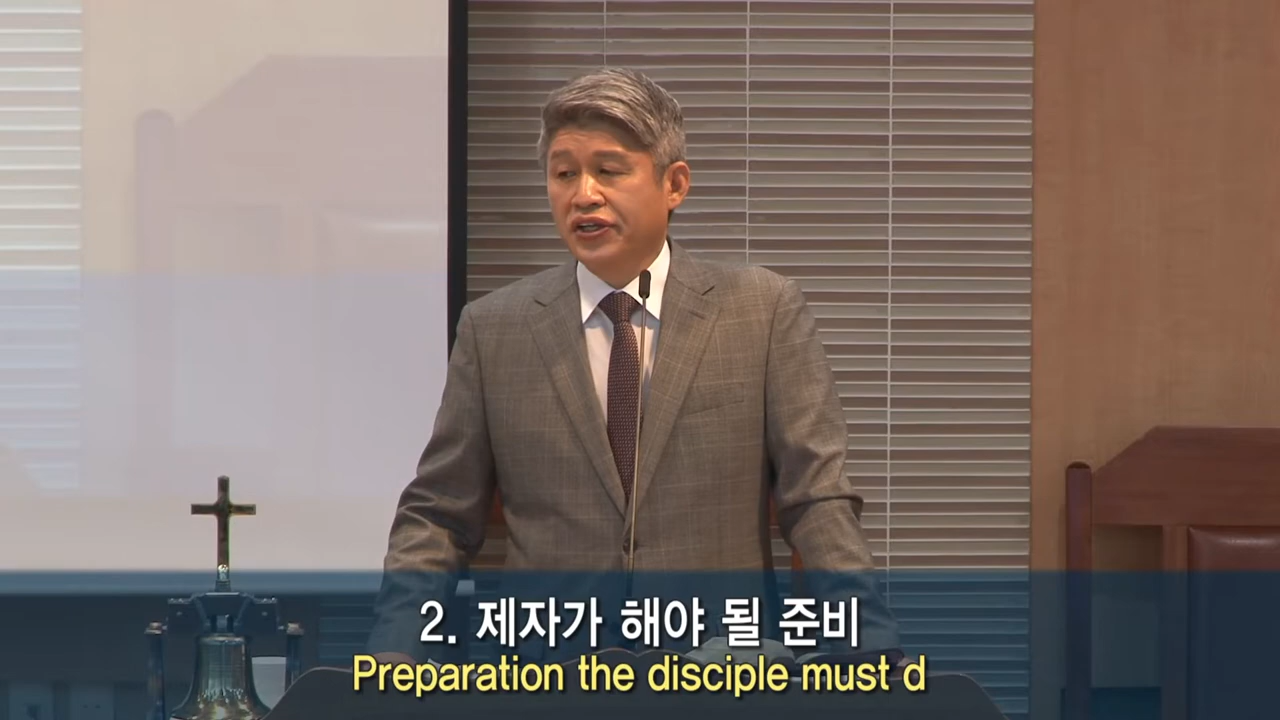 2. 제자가 해야 될 준비
Preparation the disciple must d